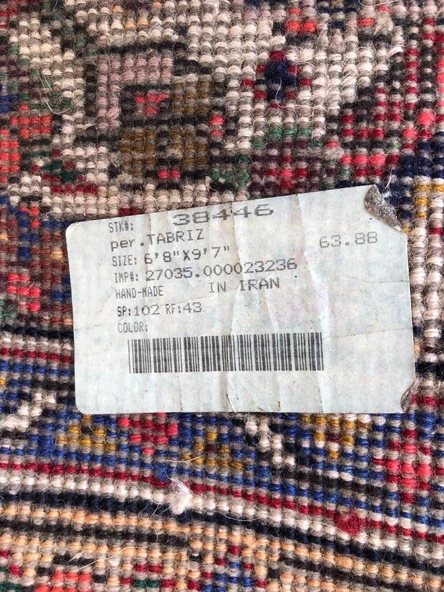 STK#: 38446
per.TABRIZ 63.88
SIZE: 6'8"X9'7"
IMP#: 27035.000023236
HAND-MADE IN IRAN
SR:102 RF:43
COLOR: